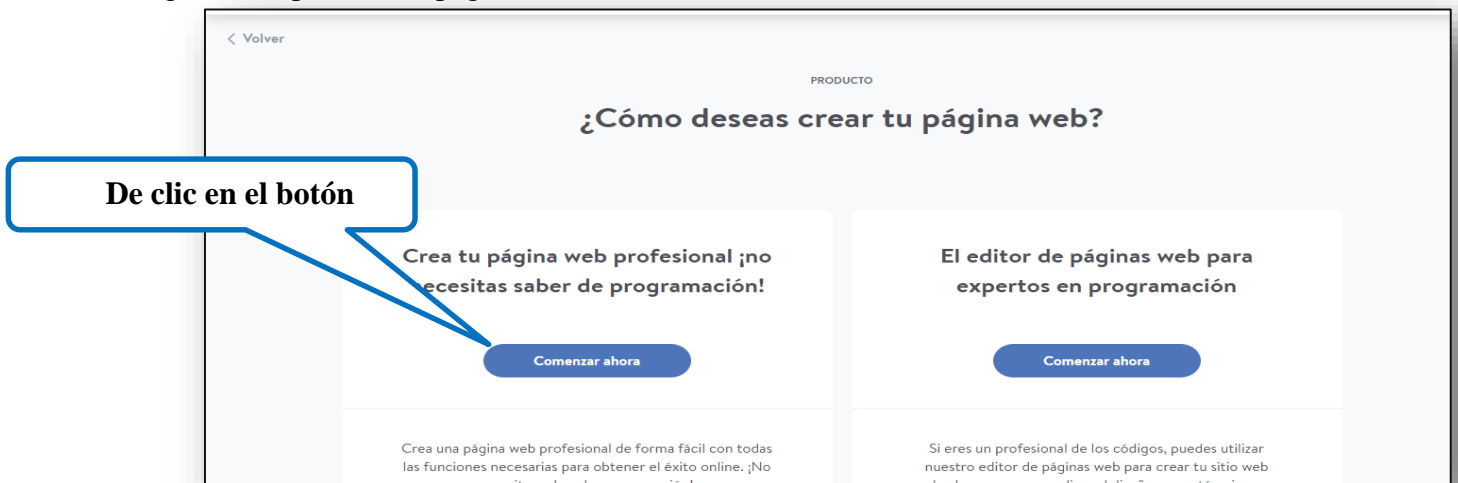 Volver
PRODUCTO
¿Cómo deseas crear tu página web?
De clic en el botón
Crea tu página web profesional ¡no
necesitas saber de programación!
Comenzar ahora
Crea una página web profesional de forma fácil con todas
las funciones necesarias para obtener el éxito online. ¡No
El editor de páginas web para
expertos en programación
Comenzar ahora
Si eres un profesional de los códigos, puedes utilizar
nuestro editor de páginas web para crear tu sitio web